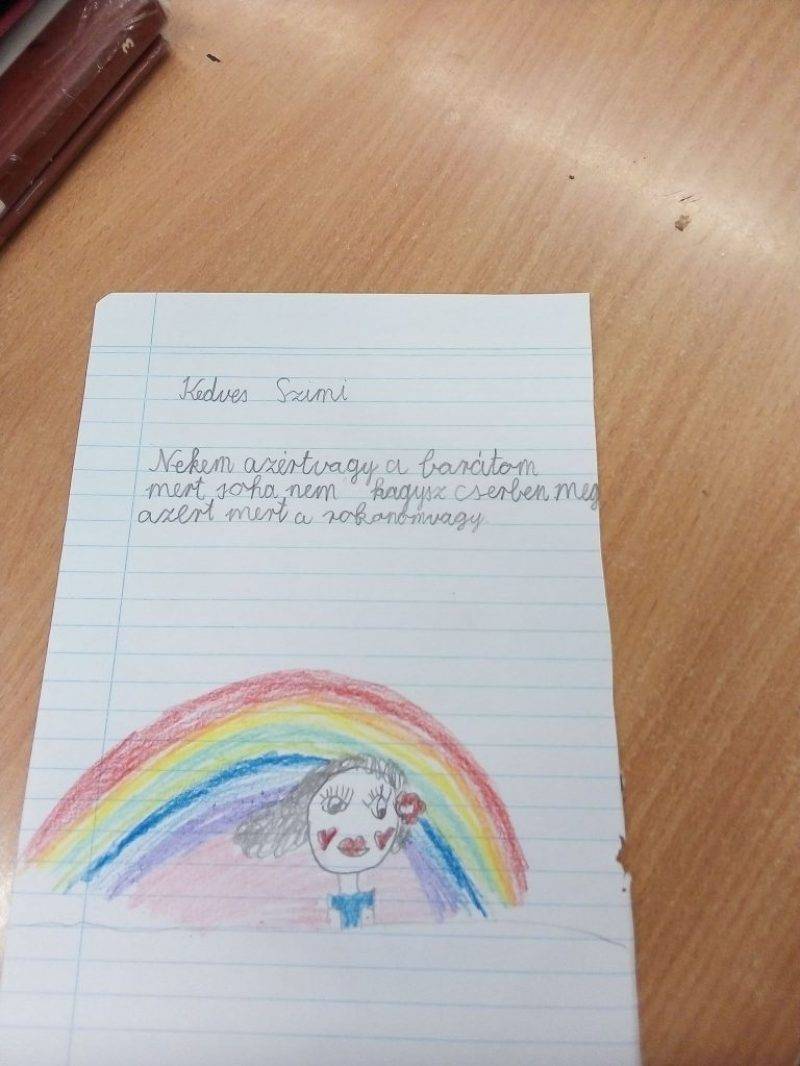 Kedves Szimi
Nekem azértvagy a barátom
mert soha nem hagysz cserben meg
azért mert a rokonomvagy